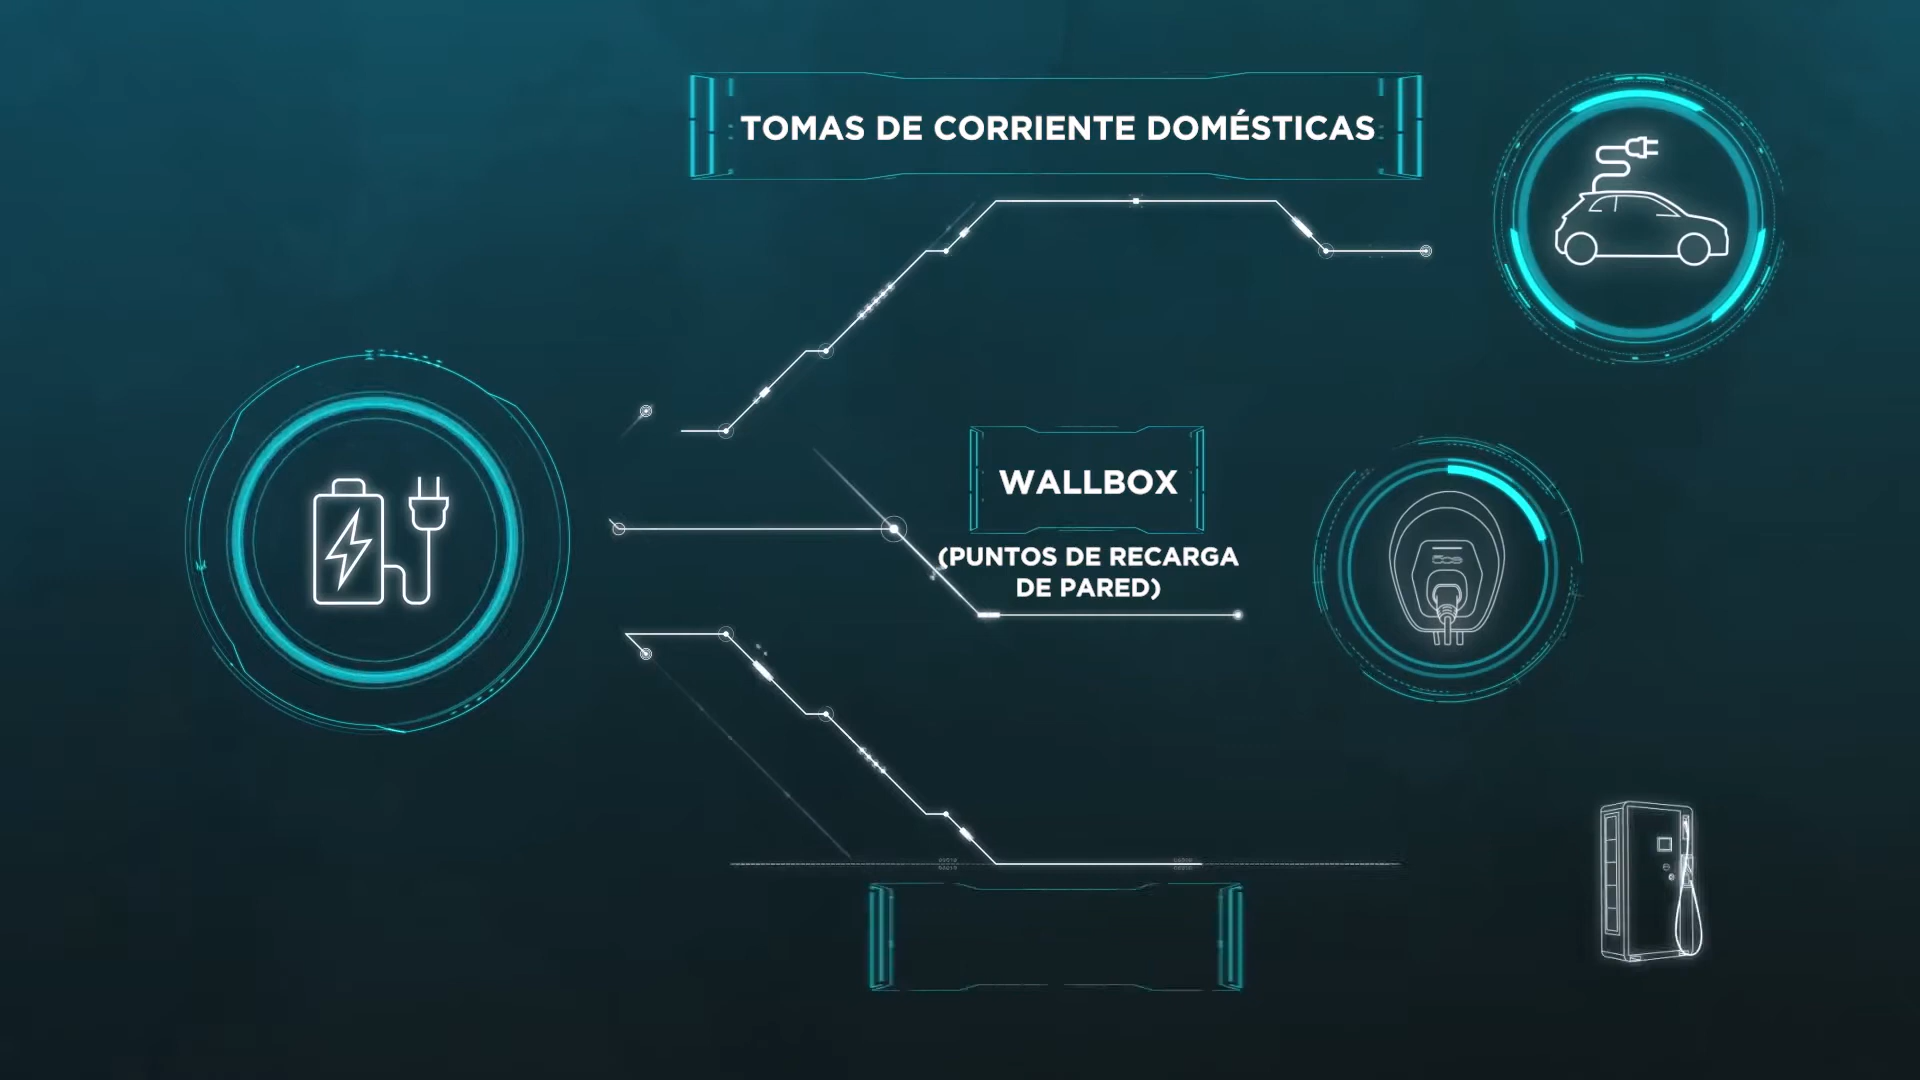 TOMAS DE CORRIENTE DOMÉSTICAS
WALLBOX
(PUNTOS DE RECARGA
DE PARED)